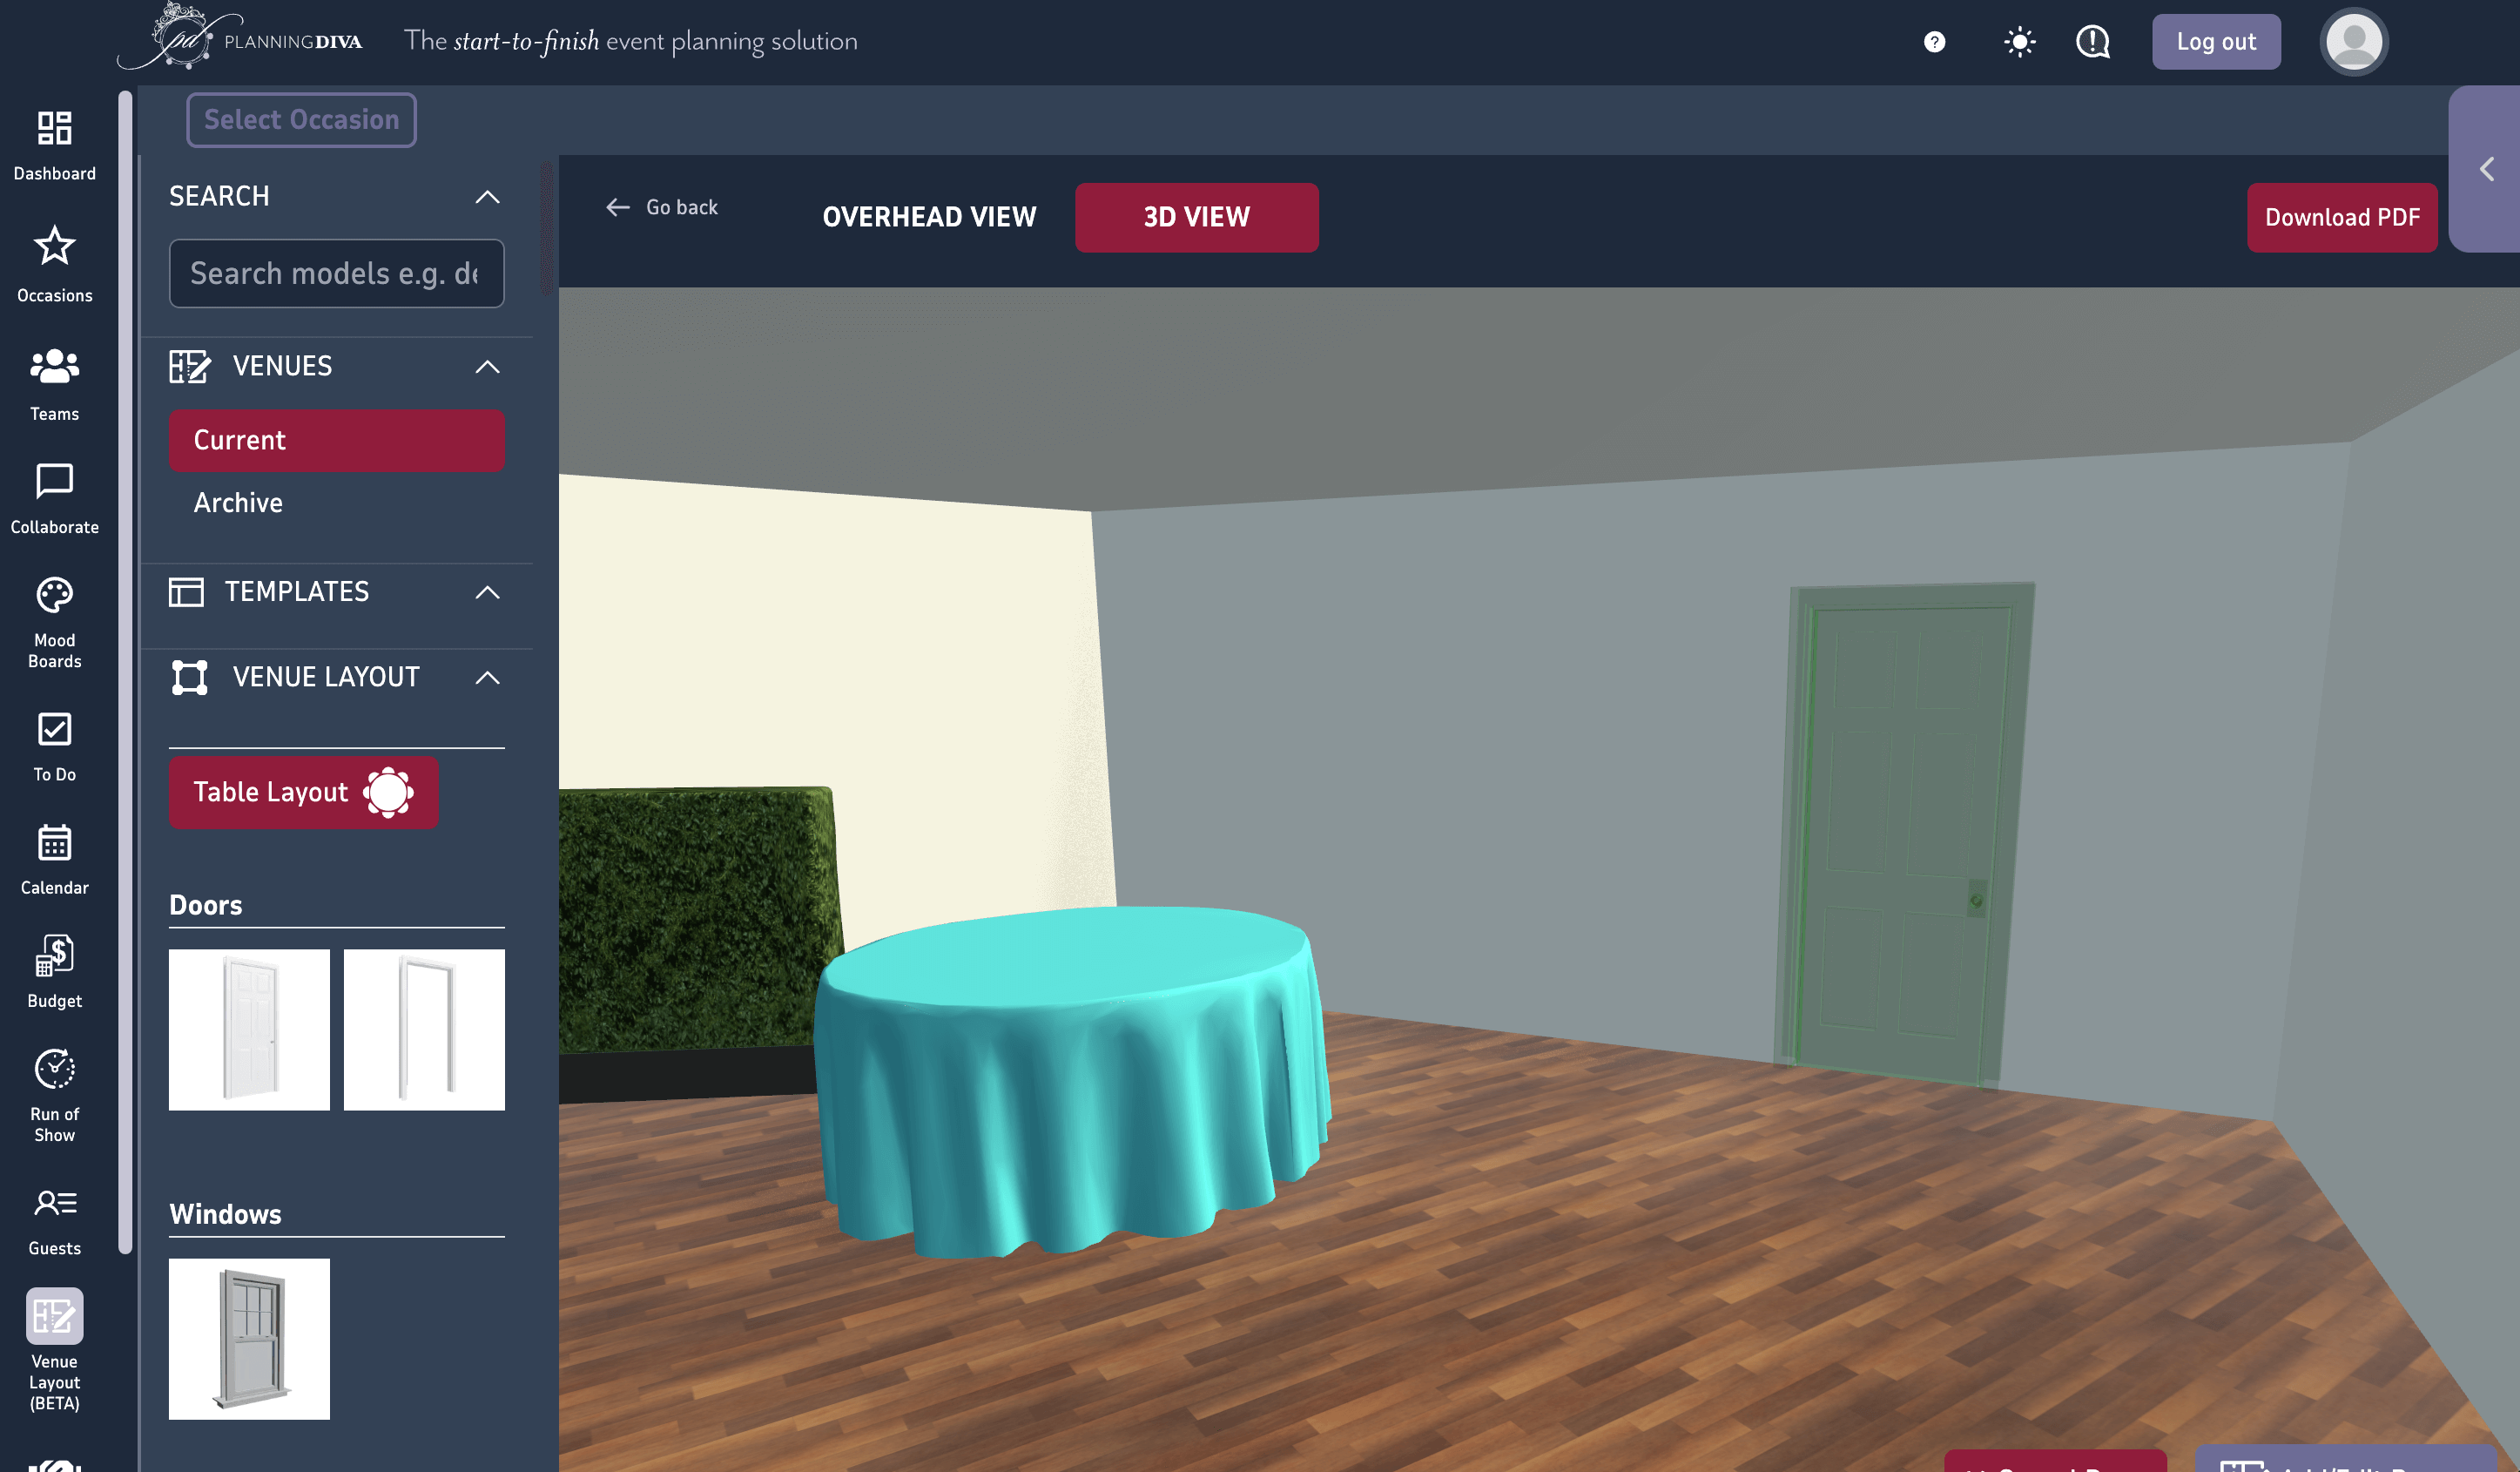 pd PLANNINGDIVA
The start-to-finish event planning solution
?
Log out
Dashboard
Occasions
Teams
Collaborate
Mood
Boards
To Do
Calendar
Budget
Run of
Show
Guests
Venue
Layout
(BETA)
Select Occasion
SEARCH
Search models e.g. de
VENUES
Current
Archive
TEMPLATES
VENUE LAYOUT
Table Layout
Doors
Windows
Go back
OVERHEAD VIEW
3D VIEW
Download PDF